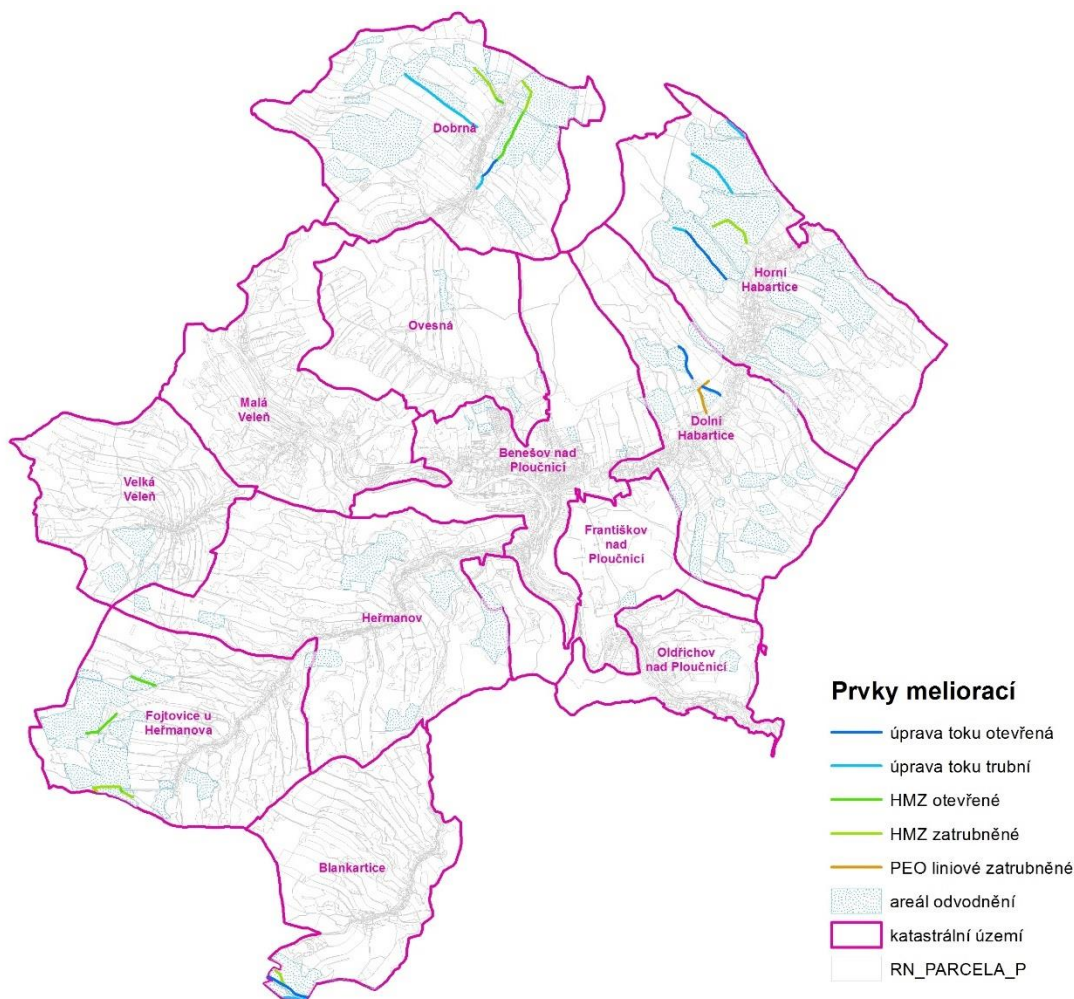 Dobrná
Horní
Habartice
Ovesná
Malá
Veleň
Dolní
Habartice
Benešov nad
Ploučnicí
Velká
Veleň
Františkov
nad
Ploučnicí
Heřmanov
Oldřichov
nad Ploučnicí
Fojtovice u
Heřmanova
Blankartice
Prvky meliorací
úprava toku otevřená
úprava toku trubní
HMZ otevřené
HMZ zatrubněné
PEO liniové zatrubněné
areál odvodnění
katastrální území
RN_PARCELA_P